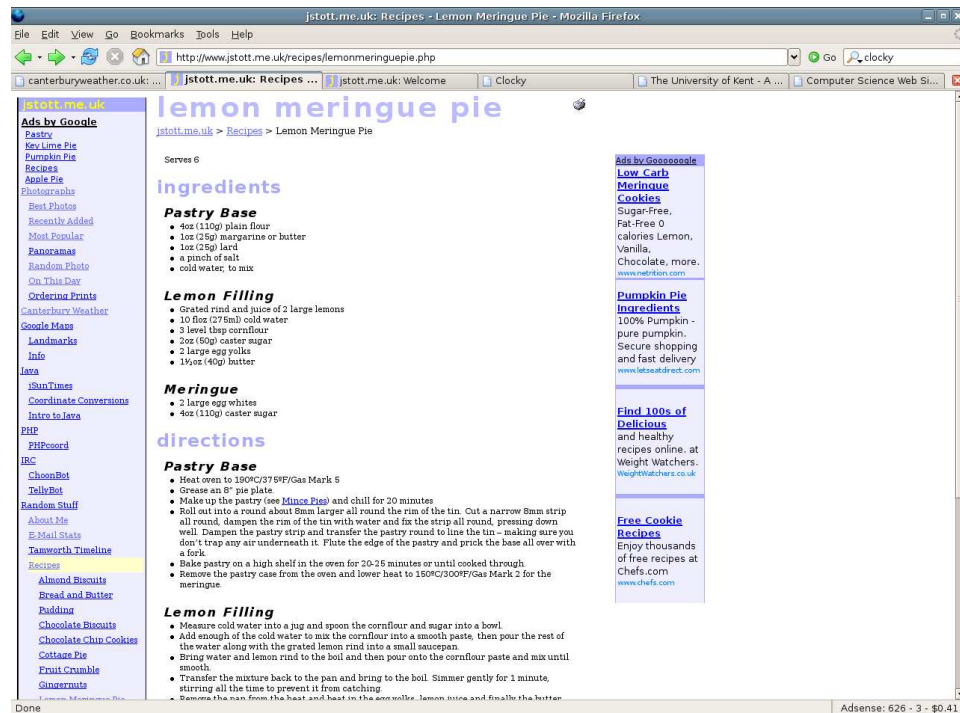 jstott.me.uk: Recipes - Lemon Meringue Pie - Mozilla Firefox
File Edit View Go Bookmarks Tools Help
http://www.jstott.me.uk/recipes/lemonmeringuepie.php
Go
clocky
canterburyweather.co.uk: ...
jstott.me.uk: Recipes ...
jstott.me.uk: Welcome
Clocky
The University of Kent - A ...
Computer Science Web Si...
jstott.me.uk
Ads by Google
Pastry
Key Lime Pie
Pumpkin Pie
Recipes
Apple Pie
Photographs
Best Photos
Recently Added
Most Popular
Panoramas
Random Photo
On This Day
Ordering Prints
Canterbury Weather
Google Maps
Landmarks
Info
Java
iSunTimes
Coordinate Conversions
Intro to Java
PHP
PHPcoord
IRC
ChoonBot
TellyBot
Random Stuff
About Me
E-Mail Stats
Tamworth Timeline
Recipes
Almond Biscuits
Bread and Butter
Pudding
Chocolate Biscuits
Chocolate Chip Cookies
Cottage Pie
Fruit Crumble
Gingernuts
Lemon Meringue Pie
lemon meringue pie
jstott.me.uk > Recipes > Lemon Meringue Pie
Serves 6
ingredients
Pastry Base
4oz (110g) plain flour
1oz (25g) margarine or butter
1oz (25g) lard
a pinch of salt
cold water, to mix
Lemon Filling
Grated rind and juice of 2 large lemons
10 floz (275ml) cold water
3 level tbsp cornflour
2oz (50g) caster sugar
2 large egg yolks
1½oz (40g) butter
Meringue
2 large egg whites
4oz (110g) caster sugar
directions
Pastry Base
Heat oven to 190ºC/375ºF/Gas Mark 5
Grease an 8" pie plate.
Make up the pastry (see Mince Pies) and chill for 20 minutes
Roll out into a round about 8mm larger all round the rim of the tin. Cut a narrow 8mm strip
all round, dampen the rim of the tin with water and fix the strip all round, pressing down
well. Dampen the pastry strip and transfer the pastry round to line the tin – making sure you
don't trap any air underneath it. Flute the edge of the pastry and prick the base all over with
a fork.
Bake pastry on a high shelf in the oven for 20-25 minutes or until cooked through.
Remove the pastry case from the oven and lower heat to 150ºC/300ºF/Gas Mark 2 for the
meringue.
Lemon Filling
Measure cold water into a jug and spoon the cornflour and sugar into a bowl.
Add enough of the cold water to mix the cornflour into a smooth paste, then pour the rest of
the water along with the grated lemon rind into a small saucepan.
Bring water and lemon rind to the boil and then pour onto the cornflour paste and mix until
smooth.
Transfer the mixture back to the pan and bring to the boil. Simmer gently for 1 minute,
stirring all the time to prevent it from catching.
Remove the pan from the heat and beat in the egg yolks, lemon juice and finally the butter.
Ads by Goooooogle
Low Carb
Meringue
Cookies
Sugar-Free,
Fat-Free 0
calories Lemon,
Vanilla,
Chocolate, more.
www.netrition.com
Pumpkin Pie
Ingredients
100% Pumpkin -
pure pumpkin.
Secure shopping
and fast delivery
www.letseatdirect.com
Find 100s of
Delicious
and healthy
recipes online. at
Weight Watchers.
WeightWatchers.co.uk
Free Cookie
Recipes
Enjoy thousands
of free recipes at
Chefs.com
www.chefs.com
Done
Adsense: 626 - 3 - $0.41